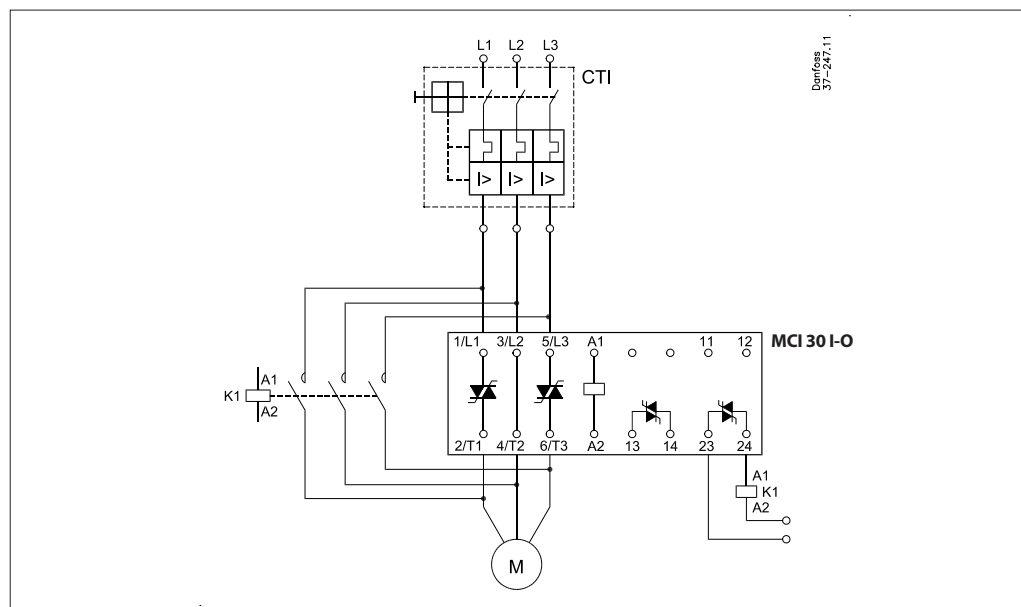 L1 L2 L3
CTI
Danfoss
37-247.11
I> I> I>
MCI 30 I-O
1/L1 3/L2 5/L3 A1 11 12
A1
K1
A2
2/T1 4/T2 6/T3 A2 13 14 23 24
A1
K1
A2
M